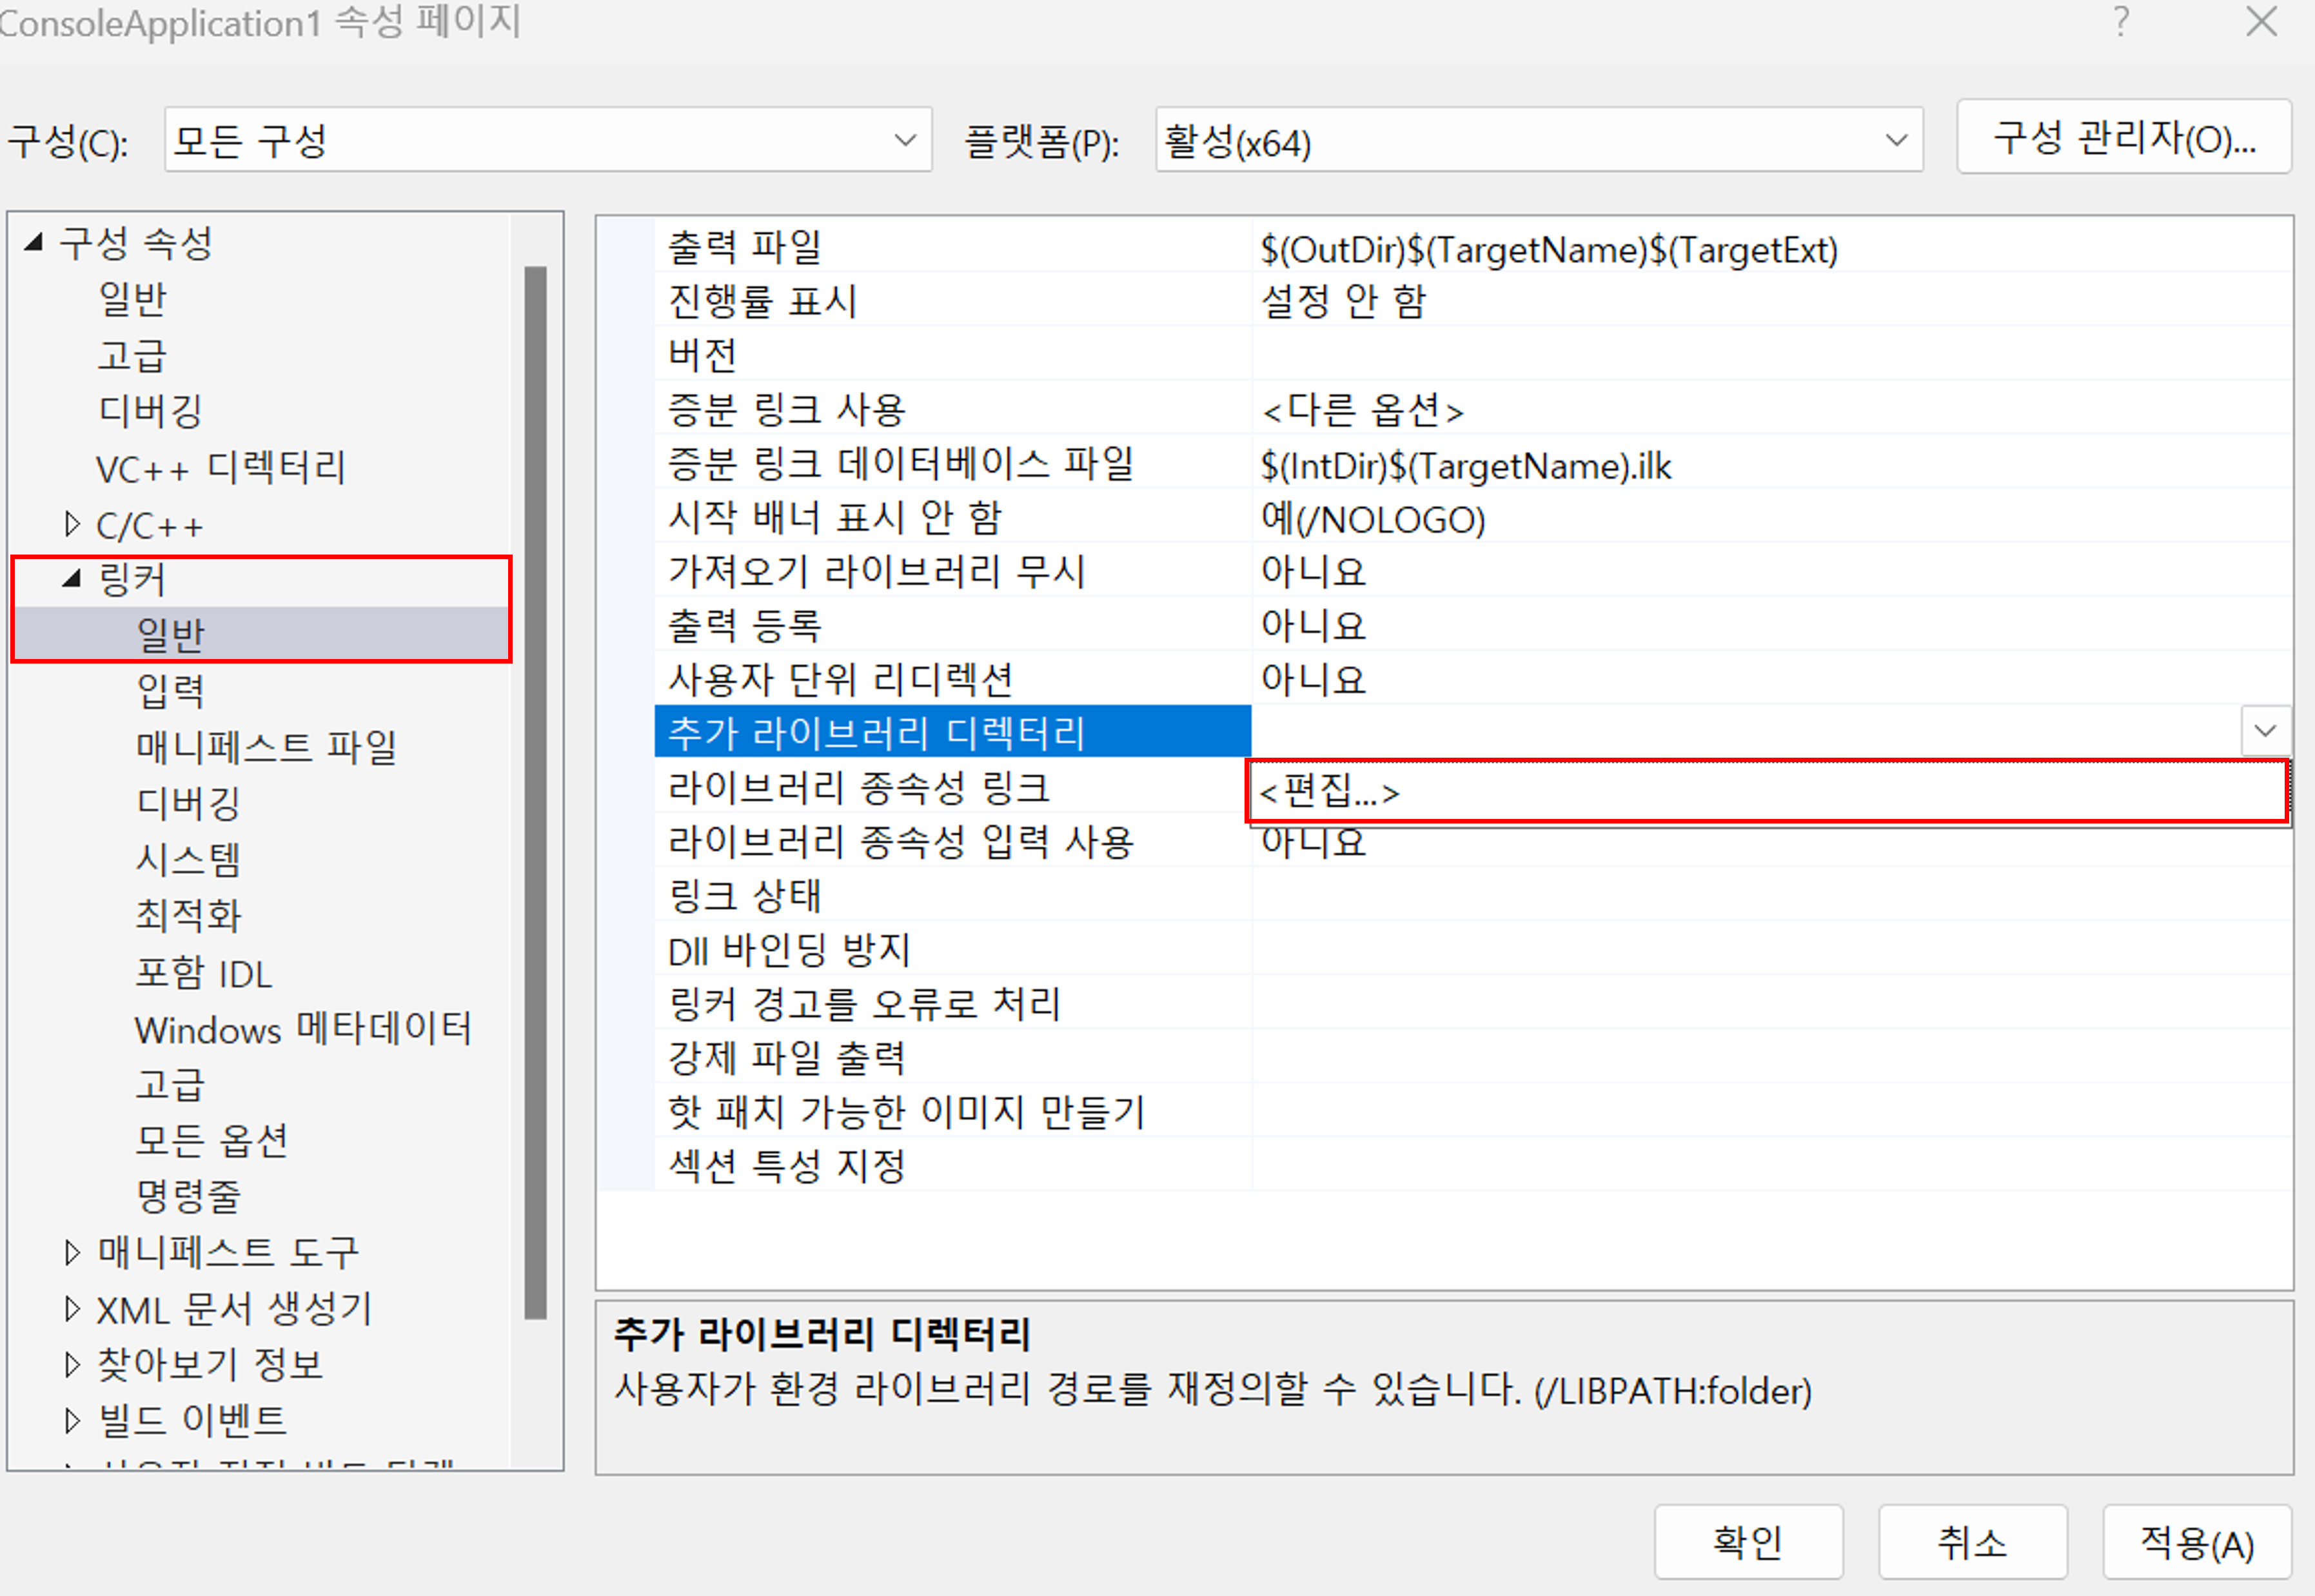 ConsoleApplication1 속성 페이지
구성(C): 모든 구성 플랫폼(P): 활성(x64) 구성 관리자(O)...
구성 속성
일반
고급
디버깅
VC++ 디렉터리
C/C++
링커
일반
입력
매니페스트 파일
디버깅
시스템
최적화
포함 IDL
Windows 메타데이터
고급
모든 옵션
명령줄
매니페스트 도구
XML 문서 생성기
찾아보기 정보
빌드 이벤트
출력 파일 $(OutDir)$(TargetName)$(TargetExt)
진행률 표시 설정 안 함
버전
증분 링크 사용 <다른 옵션>
증분 링크 데이터베이스 파일 $(IntDir)$(TargetName).ilk
시작 배너 표시 안 함 예(/NOLOGO)
가져오기 라이브러리 무시 아니요
출력 등록 아니요
사용자 단위 리디렉션 아니요
추가 라이브러리 디렉터리
라이브러리 종속성 링크 <편집...>
라이브러리 종속성 입력 사용 아니요
링크 상태
Dll 바인딩 방지
링커 경고를 오류로 처리
강제 파일 출력
핫 패치 가능한 이미지 만들기
섹션 특성 지정
추가 라이브러리 디렉터리
사용자가 환경 라이브러리 경로를 재정의할 수 있습니다. (/LIBPATH:folder)
확인 취소 적용(A)